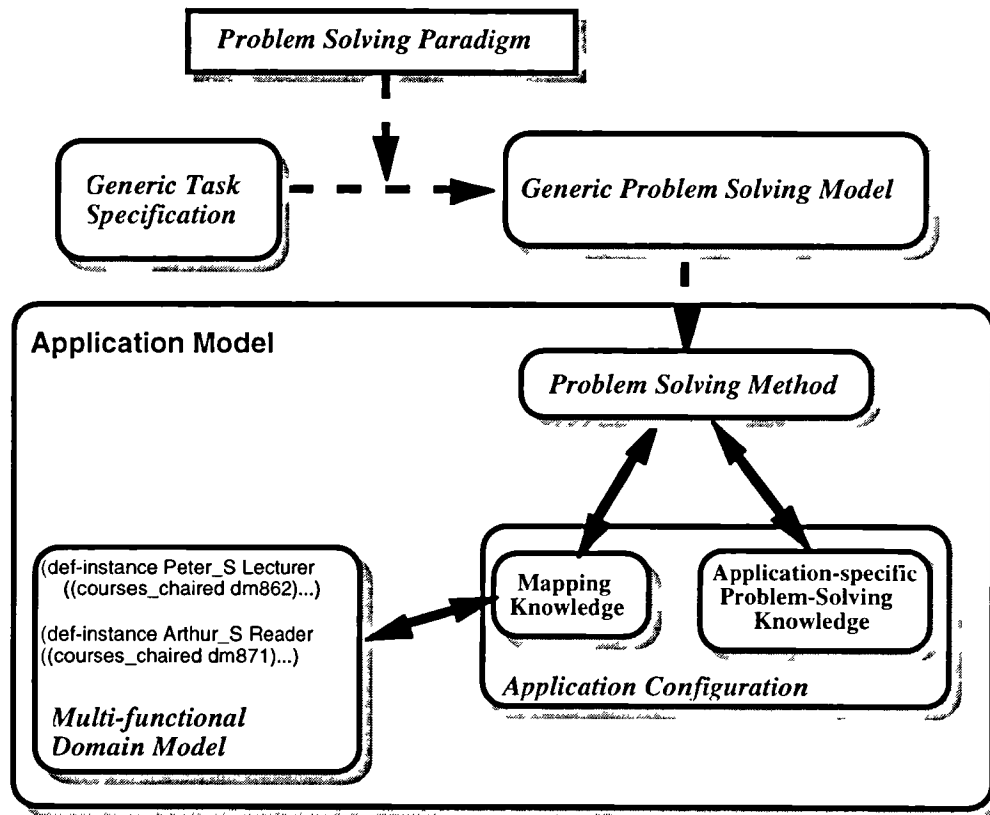 Problem Solving Paradigm
Generic Task
Specification
Generic Problem Solving Model
Application Model
Problem Solving Method
(def-instance Peter_S Lecturer
((courses_chaired dm862)...)
(def-instance Arthur_S Reader
((courses_chaired dm871)...)
Multi-functional
Domain Model
Mapping
Knowledge
Application-specific
Problem-Solving
Knowledge
Application Configuration